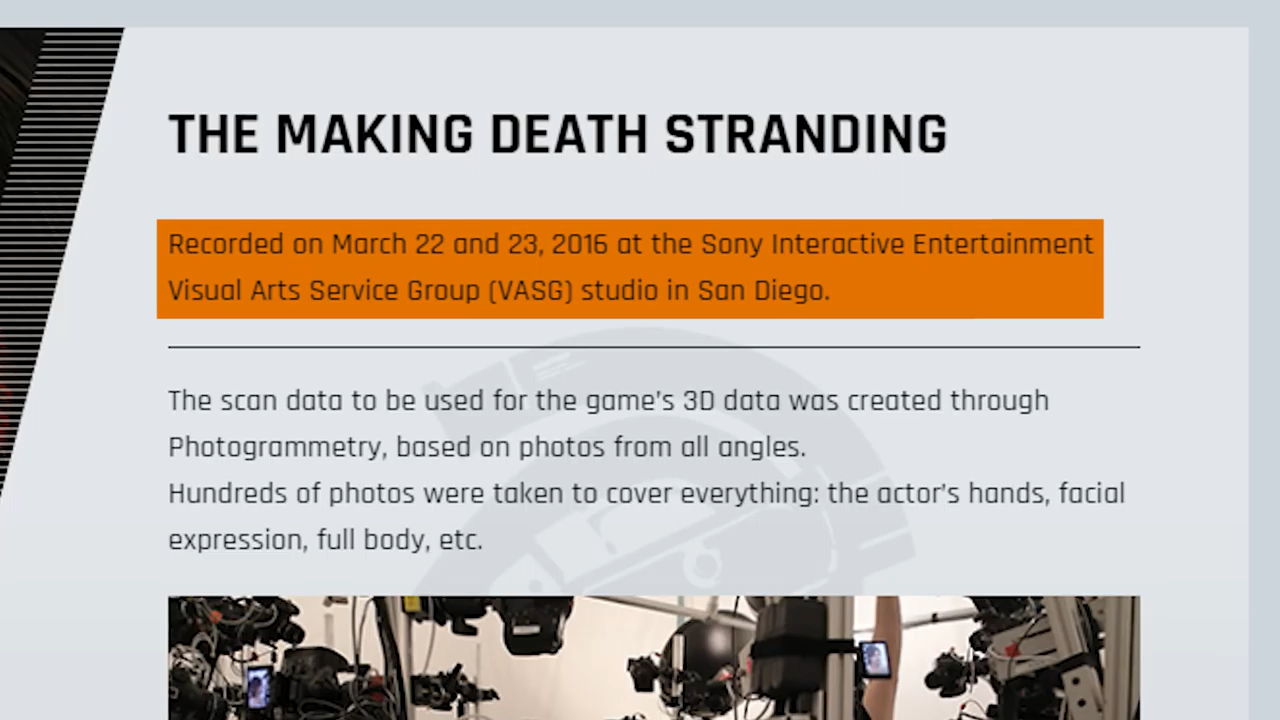 THE MAKING DEATH STRANDING
Recorded on March 22 and 23, 2016 at the Sony Interactive Entertainment
Visual Arts Service Group (VASG) studio in San Diego.
The scan data to be used for the game's 3D data was created through
Photogrammetry, based on photos from all angles.
Hundreds of photos were taken to cover everything: the actor's hands, facial
expression, full body, etc.